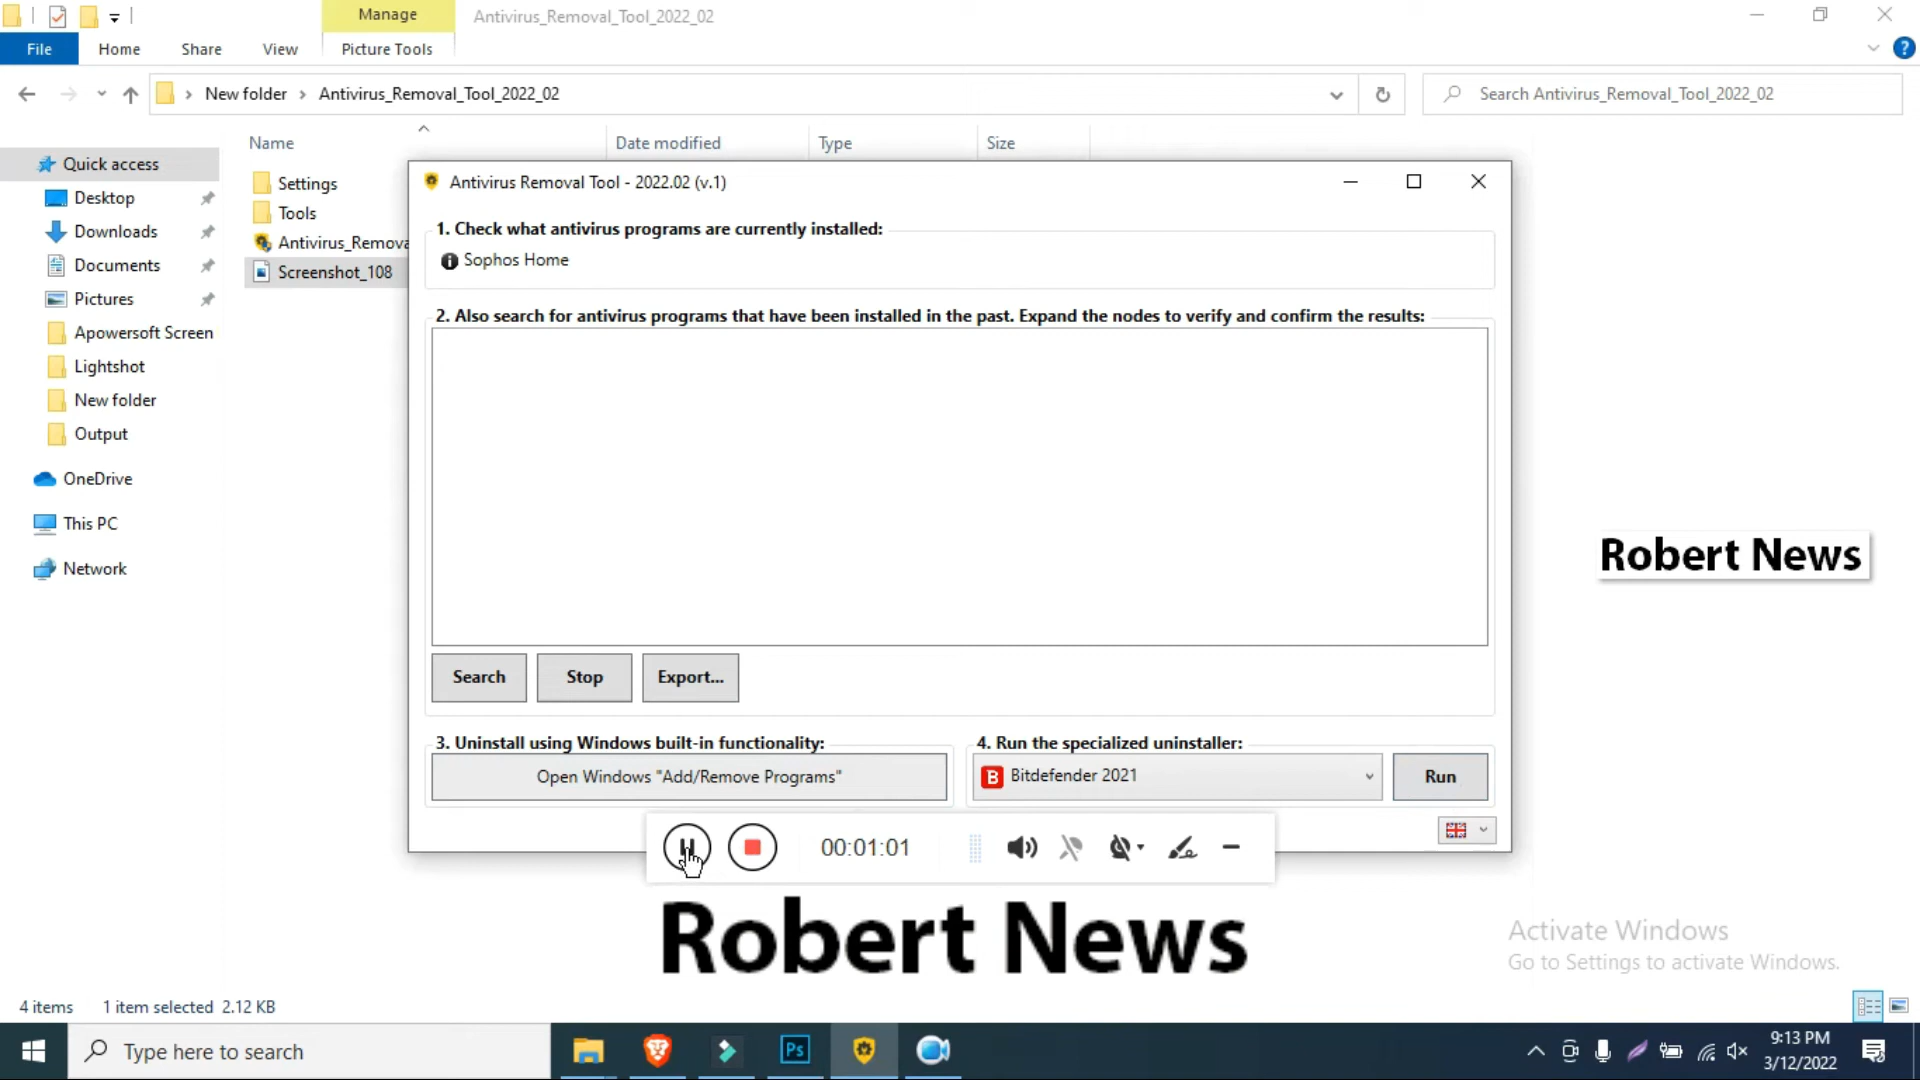 Manage
Antivirus_Removal_Tool_2022_02
File
Home
Share
View
Picture Tools
New folder
Antivirus_Removal_Tool_2022_02
Search Antivirus_Removal_Tool_2022_02
Name
Date modified
Type
Size
Quick access
Desktop
Downloads
Documents
Pictures
Apowersoft Screen
Lightshot
New folder
Output
OneDrive
This PC
Network
Settings
Tools
Antivirus_Remova
Screenshot_108
Antivirus Removal Tool - 2022.02 (v.1)
1. Check what antivirus programs are currently installed:
Sophos Home
2. Also search for antivirus programs that have been installed in the past. Expand the nodes to verify and confirm the results:
Search
Stop
Export...
3. Uninstall using Windows built-in functionality:
Open Windows "Add/Remove Programs"
4. Run the specialized uninstaller:
B
Bitdefender 2021
Run
00:01:01
Robert News
Robert News
Activate Windows
Go to Settings to activate Windows.
4 items
1 item selected 2.12 KB
Type here to search
Ps
9:13 PM
3/12/2022